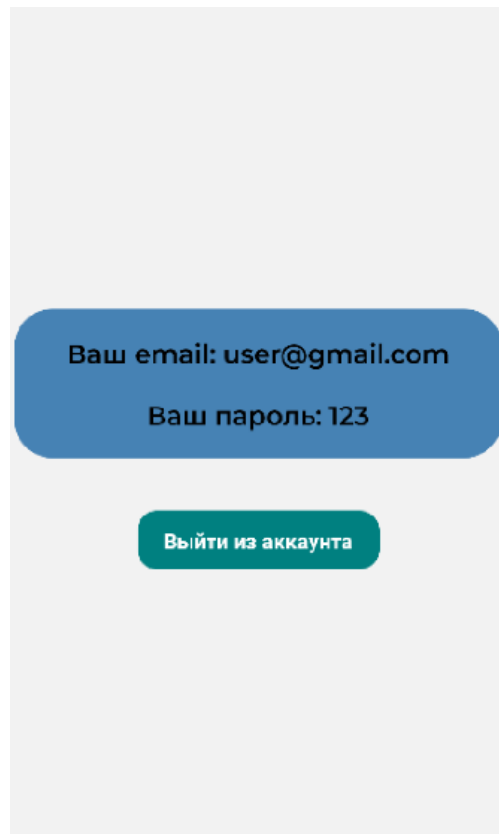 Ваш email: user@gmail.com
Ваш пароль: 123
Выйти из аккаунта